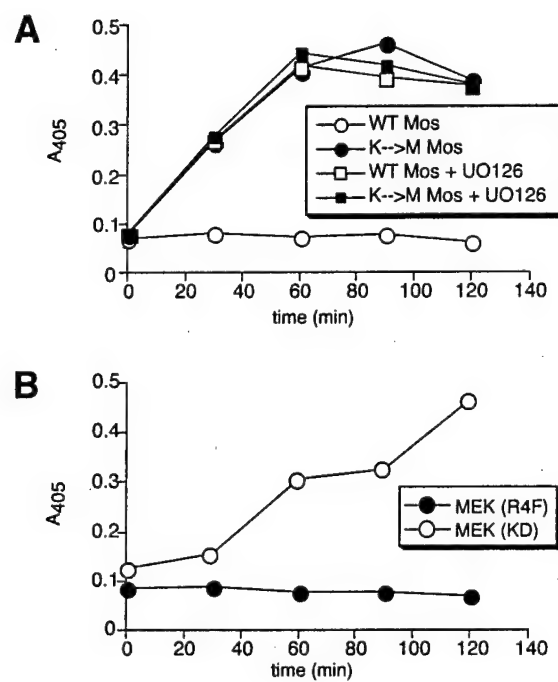 A
0.5
0.4
0.3
0.2
0.1
0
A405
WT Mos
K-->M Mos
WT Mos + UO126
K-->M Mos + UO126
0 20 40 60 80 100 120 140
time (min)
B
0.5
0.4
0.3
0.2
0.1
0
A405
MEK (R4F)
MEK (KD)
0 20 40 60 80 100 120 140
time (min)